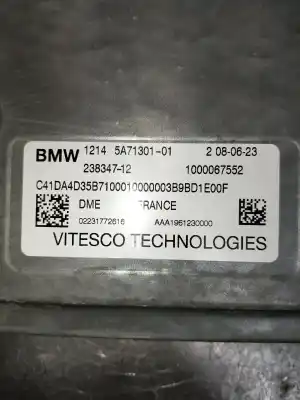 BMW 1214 5A71301-01 2 08-06-23
238347-12 1000067552
C41DA4D35B7100010000003B9BD1E00F
DME FRANCE
02231772616 AAA1961230000
VITESCO TECHNOLOGIES